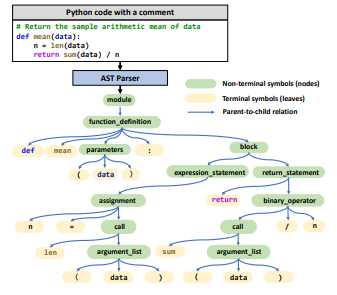 Python code with a comment
# Return the sample arithmetic mean of data
def mean(data):
n = len(data)
return sum(data) / n
AST Parser
module
Non-terminal symbols (nodes)
Terminal symbols (leaves)
Parent-to-child relation
function_definition
def mean parameters : block
( data ) expression_statement return_statement
assignment return binary_operator
n = call call / n
len argument_list sum argument_list
( data ) ( data )